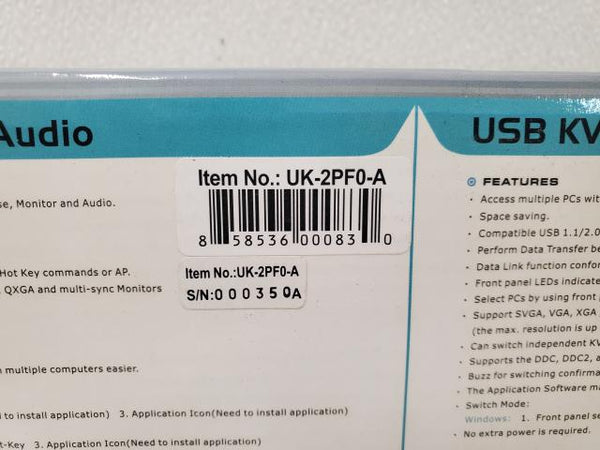 Audio
Item No.: UK-2PF0-A
8 58536 00083 0
Item No.:UK-2PF0-A
S/N:000350A
se, Monitor and Audio.
Hot Key commands or AP.
QXGA and multi-sync Monitors
multiple computers easier.
to install application) 3. Application Icon(Need to install application)
t-Key 3. Application Icon(Need to install application)
USB KV
FEATURES
· Access multiple PCs wit
· Space saving.
· Compatible USB 1.1/2.0
· Perform Data Transfer be
· Data Link function confor
· Front panel LEDs indicate
· Select PCs by using front
· Support SVGA, VGA, XGA
(the max. resolution is up
· Can switch independent KV
· Supports the DDC, DDC2, a
· Buzz for switching confirma
· The Application Software ma
· Switch Mode:
Windows: 1. Front panel se
· No extra power is required.